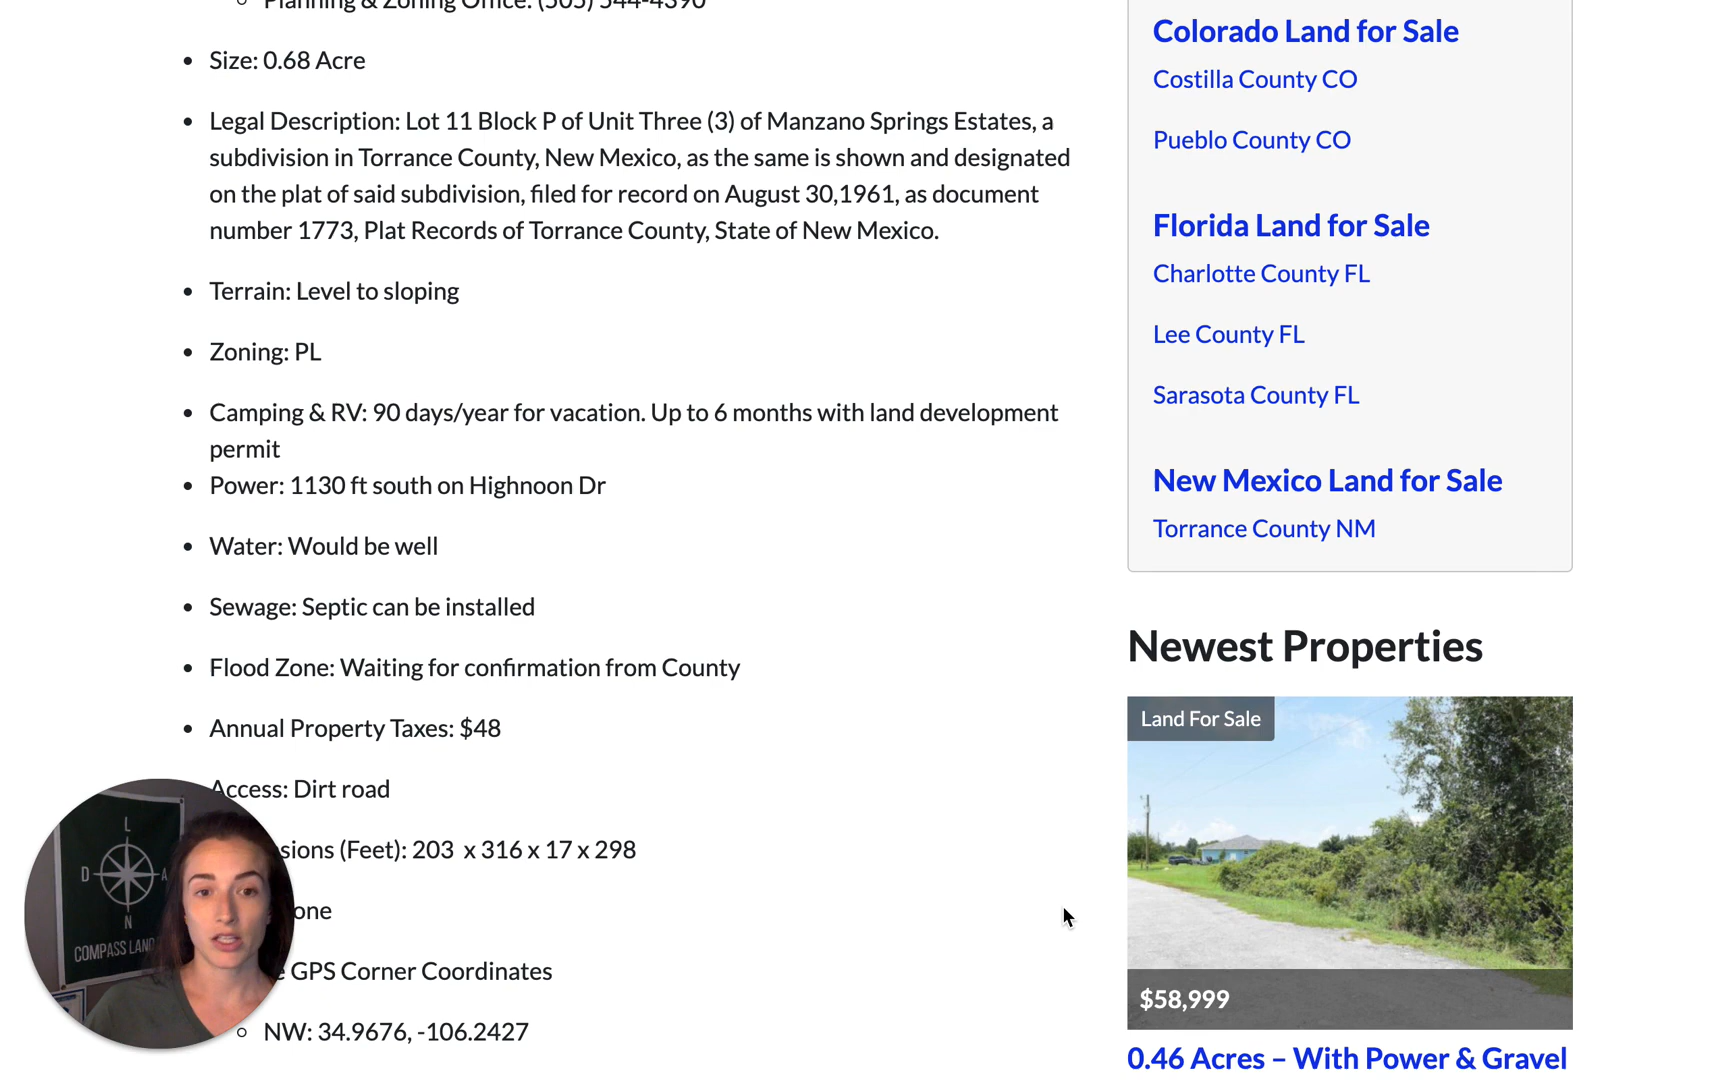 Planning & Zoning Office: (505) 544-4390
Size: 0.68 Acre
Legal Description: Lot 11 Block P of Unit Three (3) of Manzano Springs Estates, a
subdivision in Torrance County, New Mexico, as the same is shown and designated
on the plat of said subdivision, filed for record on August 30,1961, as document
number 1773, Plat Records of Torrance County, State of New Mexico.
Terrain: Level to sloping
Zoning: PL
Camping & RV: 90 days/year for vacation. Up to 6 months with land development
permit
Power: 1130 ft south on Highnoon Dr
Water: Would be well
Sewage: Septic can be installed
Flood Zone: Waiting for confirmation from County
Annual Property Taxes: $48
Access: Dirt road
sions (Feet): 203 x 316 x 17 x 298
one
GPS Corner Coordinates
NW: 34.9676, -106.2427
L
D A
N
COMPASS LAND
Colorado Land for Sale
Costilla County CO
Pueblo County CO
Florida Land for Sale
Charlotte County FL
Lee County FL
Sarasota County FL
New Mexico Land for Sale
Torrance County NM
Newest Properties
Land For Sale
$58,999
0.46 Acres – With Power & Gravel